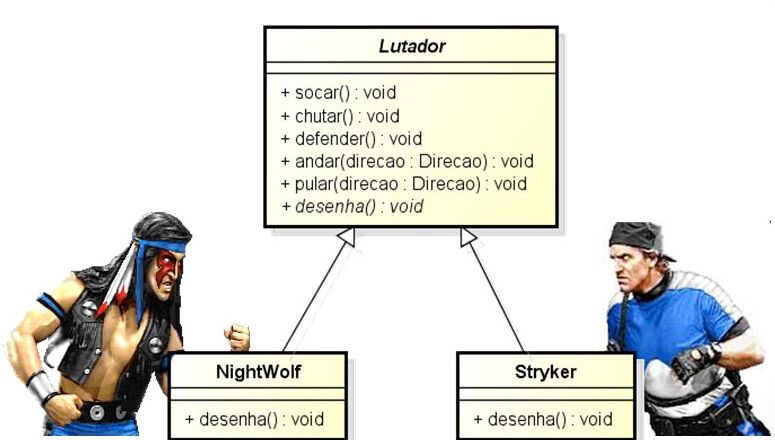 Lutador
+ socar() : void
+ chutar() : void
+ defender() : void
+ andar(direcao : Direcao) : void
+ pular(direcao : Direcao) : void
+ desenha() : void
NightWolf
+ desenha() : void
Stryker
+ desenha() : void